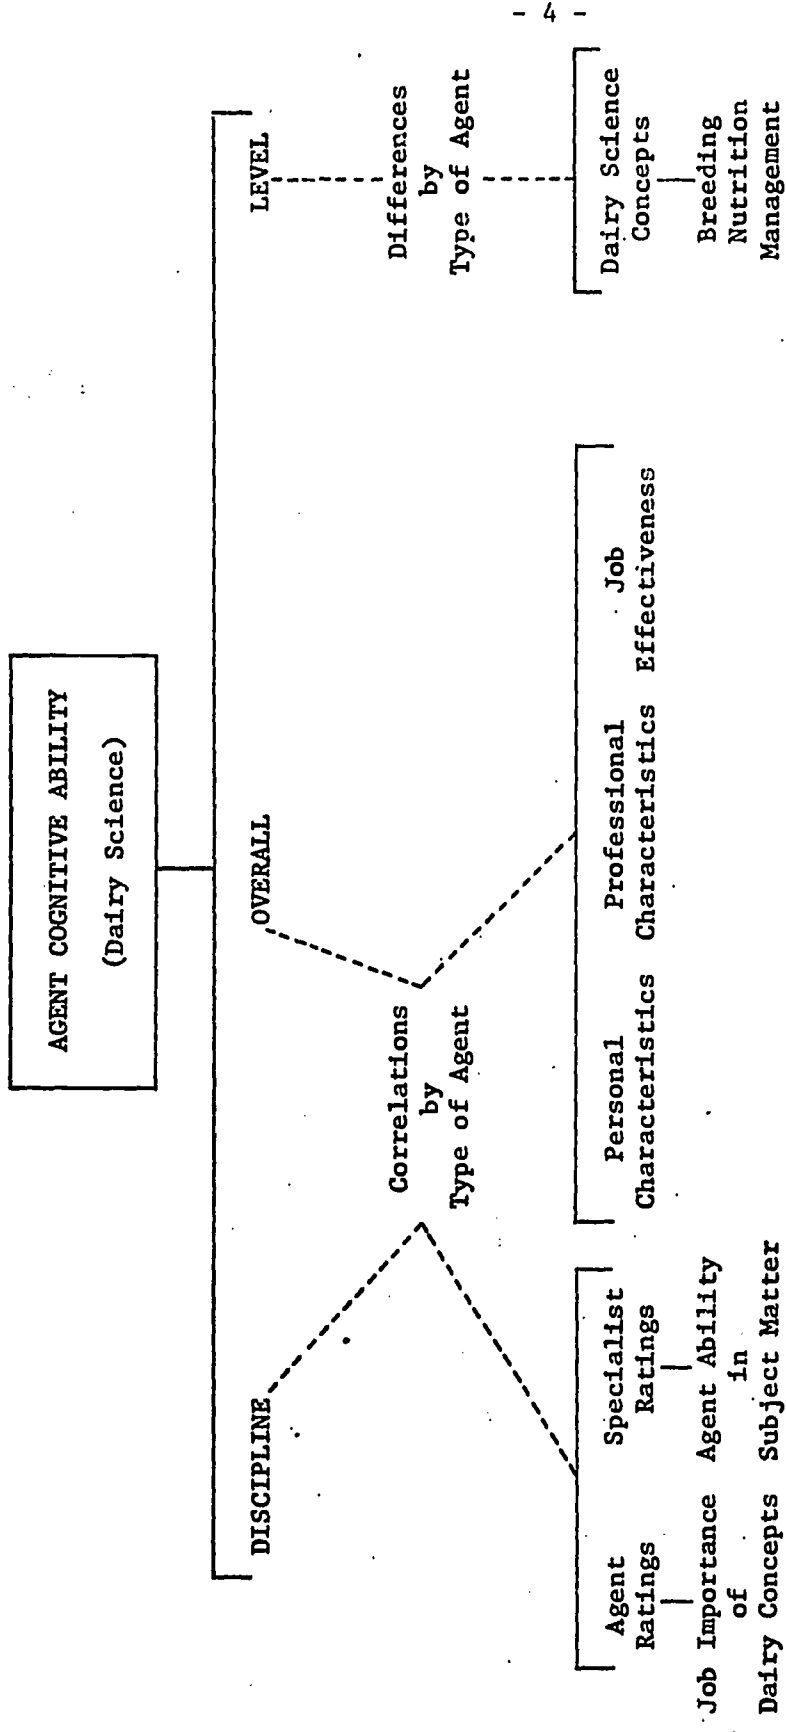 - 4 -
AGENT COGNITIVE ABILITY
(Dairy Science)
DISCIPLINE
OVERALL
LEVEL
Correlations
by
Type of Agent
Differences
by
Type of Agent
Agent
Ratings
Job Importance
of
Dairy Concepts
Specialist
Ratings
Agent Ability
in
Subject Matter
Personal
Characteristics
Professional
Characteristics
Job
Effectiveness
Dairy Science
Concepts
Breeding
Nutrition
Management